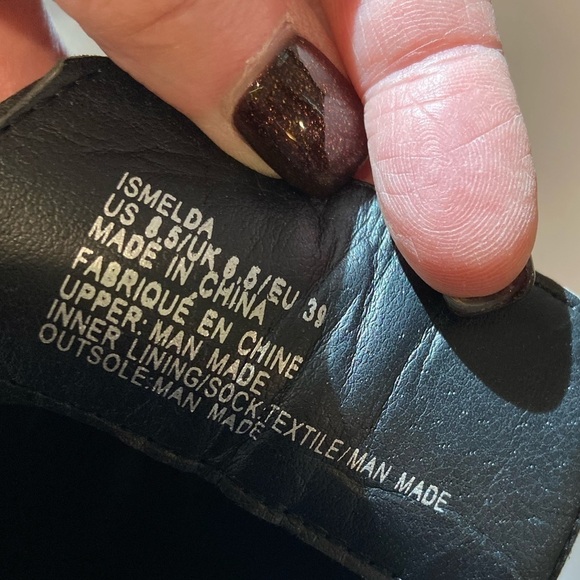 ISMELDA
US 8.5/UK 6.5/EU 39
MADE IN CHINA
FABRIQUÉ EN CHINE
UPPER: MAN MADE
INNER LINING/SOCK:TEXTILE/MAN MADE
OUTSOLE:MAN MADE